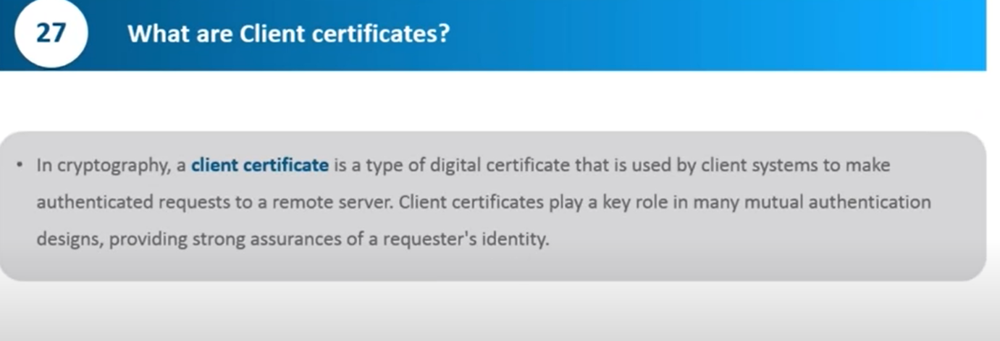 27
What are Client certificates?
• In cryptography, a client certificate is a type of digital certificate that is used by client systems to make
authenticated requests to a remote server. Client certificates play a key role in many mutual authentication
designs, providing strong assurances of a requester's identity.